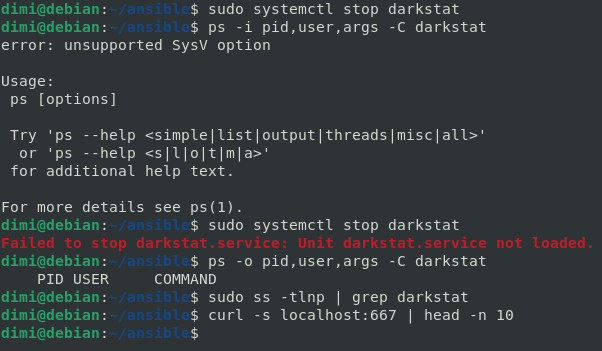 dimi@debian:~/ansible$ sudo systemctl stop darkstat
dimi@debian:~/ansible$ ps -i pid,user,args -C darkstat
error: unsupported SysV option

Usage:
 ps [options]

 Try 'ps --help <simple|list|output|threads|misc|all>'
  or 'ps --help <s|l|o|t|m|a>'
 for additional help text.

For more details see ps(1).
dimi@debian:~/ansible$ sudo systemctl stop darkstat
Failed to stop darkstat.service: Unit darkstat.service not loaded.
dimi@debian:~/ansible$ ps -o pid,user,args -C darkstat
    PID USER     COMMAND
dimi@debian:~/ansible$ sudo ss -tlnp | grep darkstat
dimi@debian:~/ansible$ curl -s localhost:667 | head -n 10
dimi@debian:~/ansible$